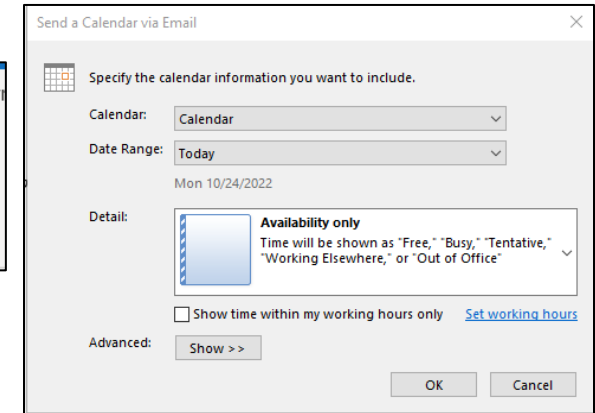 Send a Calendar via Email
Specify the calendar information you want to include.
Calendar: Calendar
Date Range: Today
Mon 10/24/2022
Detail: Availability only
Time will be shown as "Free," "Busy," "Tentative,"
"Working Elsewhere," or "Out of Office"
Show time within my working hours only Set working hours
Advanced: Show >>
OK Cancel